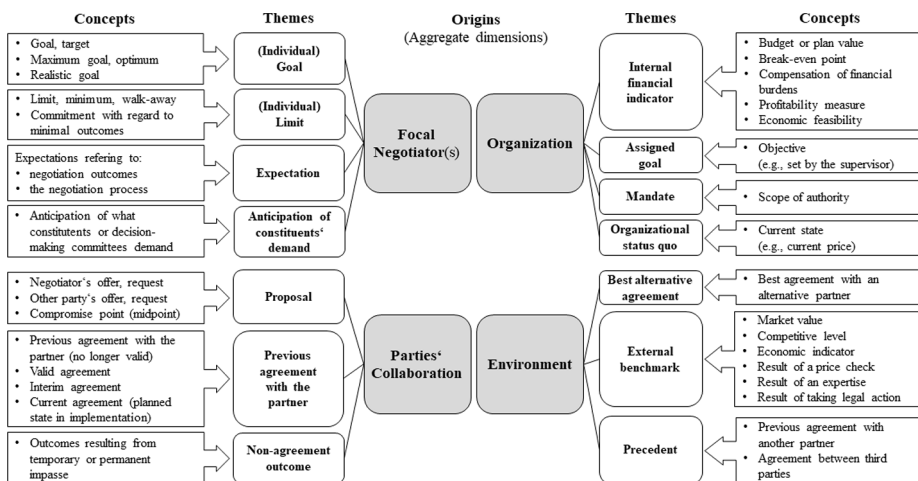 Concepts
Themes
Origins
(Aggregate dimensions)
Themes
Concepts
• Goal, target
• Maximum goal, optimum
• Realistic goal
(Individual)
Goal
• Limit, minimum, walk-away
• Commitment with regard to
minimal outcomes
(Individual)
Limit
Expectations refering to:
• negotiation outcomes
• the negotiation process
Expectation
• Anticipation of what
constitutents or decision-
making committees demand
Anticipation of
constituents‘
demand
Focal
Negotiator(s)
Organization
Internal
financial
indicator
• Budget or plan value
• Break-even point
• Compensation of financial
burdens
• Profitability measure
• Economic feasibility
Assigned
goal
• Objective
(e.g., set by the supervisor)
Mandate
• Scope of authority
Organizational
status quo
• Current state
(e.g., current price)
• Negotiator‘s offer, request
• Other party‘s offer, request
• Compromise point (midpoint)
Proposal
• Previous agreement with the
partner (no longer valid)
• Valid agreement
• Interim agreement
• Current agreement (planned
state in implementation)
Previous
agreement
with the
partner
• Outcomes resulting from
temporary or permanent
impasse
Non-agreement
outcome
Parties‘
Collaboration
Environment
Best alternative
agreement
• Best agreement with an
alternative partner
External
benchmark
• Market value
• Competitive level
• Economic indicator
• Result of a price check
• Result of an expertise
• Result of taking legal action
Precedent
• Previous agreement with
another partner
• Agreement between third
parties